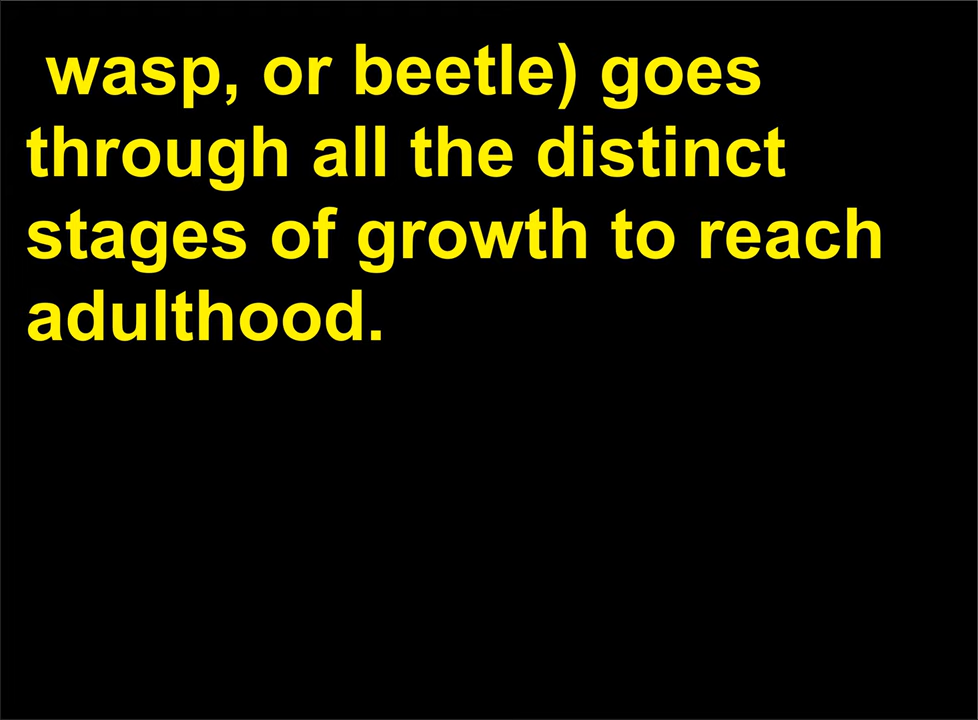 wasp, or beetle) goes
through all the distinct
stages of growth to reach
adulthood.